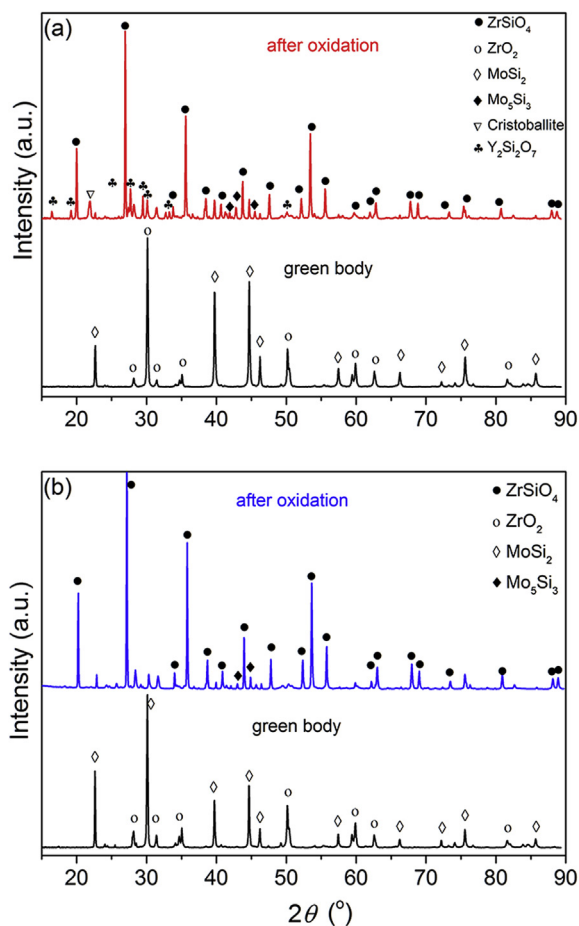 (a)
after oxidation
● ZrSiO₄
o ZrO₂
◊ MoSi₂
♦ Mo₅Si₃
▽ Cristoballite
♣ Y₂Si₂O₇
Intensity (a.u.)
green body
20 30 40 50 60 70 80 90
(b)
after oxidation
● ZrSiO₄
o ZrO₂
◊ MoSi₂
♦ Mo₅Si₃
Intensity (a.u.)
green body
20 30 40 50 60 70 80 90
2θ (°)